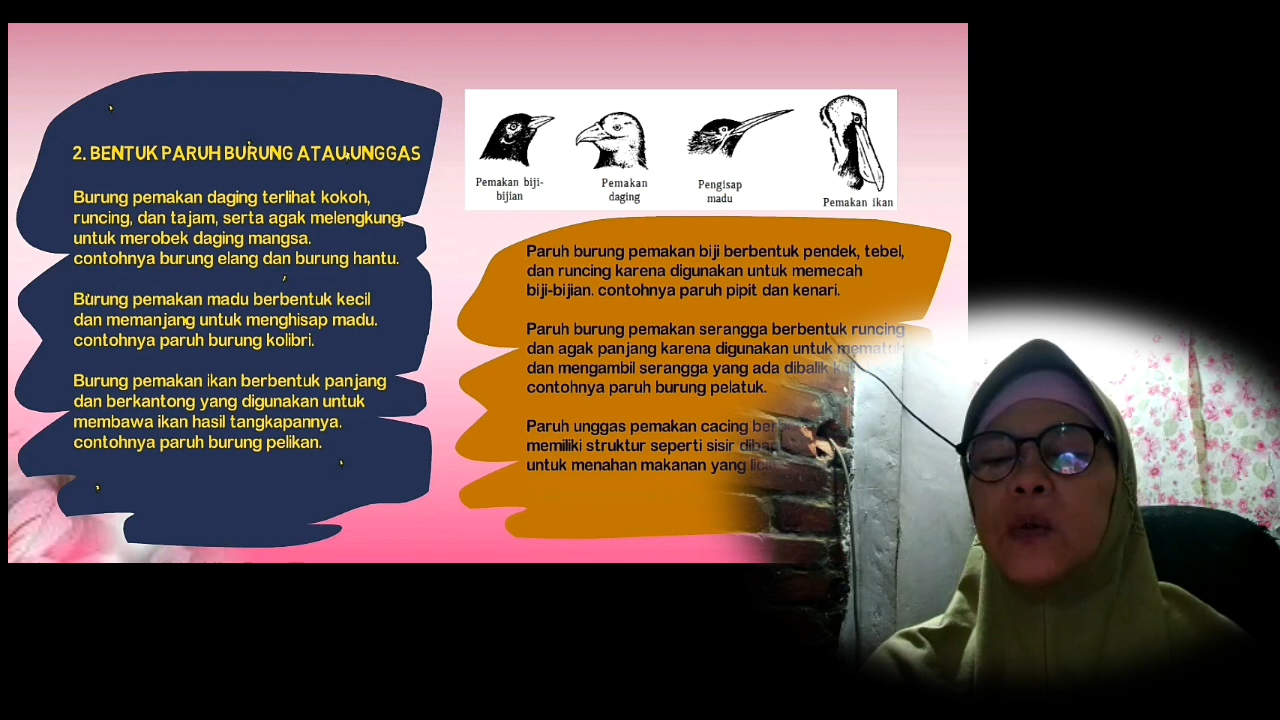 2. BENTUK PARUH BURUNG ATAU UNGGAS
Burung pemakan daging terlihat kokoh,
runcing, dan tajam, serta agak melengkung,
untuk merobek daging mangsa.
contohnya burung elang dan burung hantu.
Burung pemakan madu berbentuk kecil
dan memanjang untuk menghisap madu.
contohnya paruh burung kolibri.
Burung pemakan ikan berbentuk panjang
dan berkantong yang digunakan untuk
membawa ikan hasil tangkapannya.
contohnya paruh burung pelikan.
Pemakan biji-
bijian
Pemakan
daging
Pengisap
madu
Pemakan ikan
Paruh burung pemakan biji berbentuk pendek, tebel,
dan runcing karena digunakan untuk memecah
biji-bijian. contohnya paruh pipit dan kenari.
Paruh burung pemakan serangga berbentuk runcing
dan agak panjang karena digunakan untuk mematuk
dan mengambil serangga yang ada dibalik
contohnya paruh burung pelatuk.
Paruh unggas pemakan cacing
memiliki struktur seperti sisir
untuk menahan makanan yang